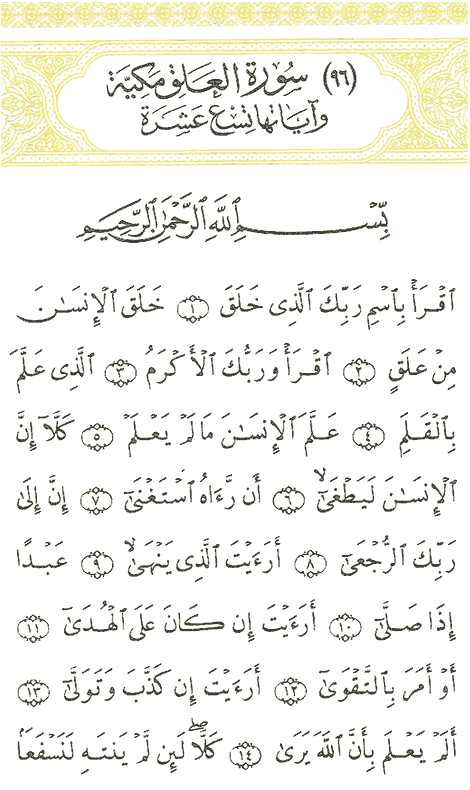 (٩٦) سُورَةُ الْعَلَقِ مَكِّيَّة
وَآيَاتُهَا تِسْعَ عَشَرَةَ
بِسْمِ ٱللَّهِ ٱلرَّحْمَٰنِ ٱلرَّحِيمِ
ٱقْرَأْ بِٱسْمِ رَبِّكَ ٱلَّذِى خَلَقَ ١ خَلَقَ ٱلْإِنسَٰنَ
مِنْ عَلَقٍ ٢ ٱقْرَأْ وَرَبُّكَ ٱلْأَكْرَمُ ٣ ٱلَّذِى عَلَّمَ
بِٱلْقَلَمِ ٤ عَلَّمَ ٱلْإِنسَٰنَ مَا لَمْ يَعْلَمْ ٥ كَلَّآ إِنَّ
ٱلْإِنسَٰنَ لَيَطْغَىٰٓ ۙ ٦ أَن رَّءَاهُ ٱسْتَغْنَىٰٓ ٧ إِنَّ إِلَىٰ
رَبِّكَ ٱلرُّجْعَىٰٓ ٨ أَرَءَيْتَ ٱلَّذِى يَنْهَىٰ ۙ ٩ عَبْدًا
إِذَا صَلَّىٰٓ ١٠ أَرَءَيْتَ إِن كَانَ عَلَى ٱلْهُدَىٰٓ ١١
أَوْ أَمَرَ بِٱلتَّقْوَىٰٓ ١٢ أَرَءَيْتَ إِن كَذَّبَ وَتَوَلَّىٰٓ ١٣
أَلَمْ يَعْلَم بِأَنَّ ٱللَّهَ يَرَىٰ ١٤ كَلَّا ۖ لَئِن لَّمْ يَنتَهِ لَنَسْفَعًۢا